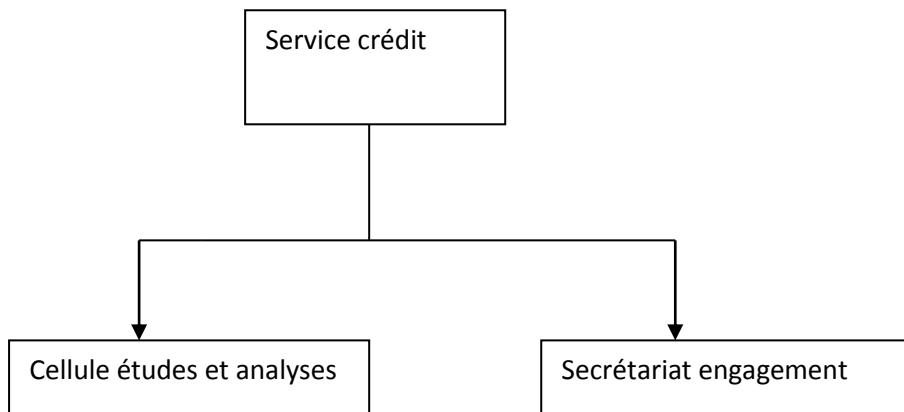 Service crédit
Cellule études et analyses
Secrétariat engagement